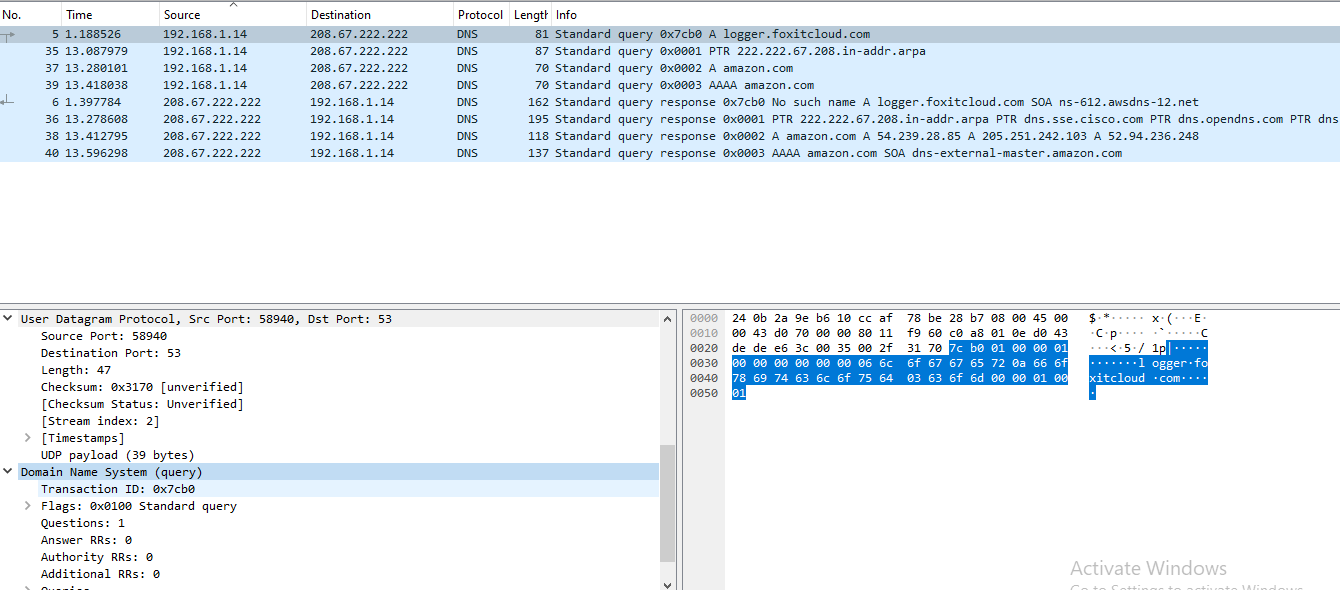 No. Time Source Destination Protocol Length Info
5 1.188526 192.168.1.14 208.67.222.222 DNS 81 Standard query 0x7cb0 A logger.foxitcloud.com
35 13.087979 192.168.1.14 208.67.222.222 DNS 87 Standard query 0x0001 PTR 222.222.67.208.in-addr.arpa
37 13.280101 192.168.1.14 208.67.222.222 DNS 70 Standard query 0x0002 A amazon.com
39 13.418038 192.168.1.14 208.67.222.222 DNS 70 Standard query 0x0003 AAAA amazon.com
6 1.397784 208.67.222.222 192.168.1.14 DNS 162 Standard query response 0x7cb0 No such name A logger.foxitcloud.com SOA ns-612.awsdns-12.net
36 13.278608 208.67.222.222 192.168.1.14 DNS 195 Standard query response 0x0001 PTR 222.222.67.208.in-addr.arpa PTR dns.sse.cisco.com PTR dns.opendns.com PTR dns
38 13.412795 208.67.222.222 192.168.1.14 DNS 118 Standard query response 0x0002 A amazon.com A 54.239.28.85 A 205.251.242.103 A 52.94.236.248
40 13.596298 208.67.222.222 192.168.1.14 DNS 137 Standard query response 0x0003 AAAA amazon.com SOA dns-external-master.amazon.com
User Datagram Protocol, Src Port: 58940, Dst Port: 53
Source Port: 58940
Destination Port: 53
Length: 47
Checksum: 0x3170 [unverified]
[Checksum Status: Unverified]
[Stream index: 2]
[Timestamps]
UDP payload (39 bytes)
Domain Name System (query)
Transaction ID: 0x7cb0
Flags: 0x0100 Standard query
Questions: 1
Answer RRs: 0
Authority RRs: 0
Additional RRs: 0
Queries
0000 24 0b 2a 9e b6 10 cc af 78 be 28 b7 08 00 45 00 $·*····· x·(···E·
0010 00 43 d0 70 00 00 80 11 f9 60 c0 a8 01 0e d0 43 ·C·p···· ·`·····C
0020 de de e6 3c 00 35 00 2f 31 70 7c b0 01 00 00 01 ···<·5·/ 1p|·····
0030 00 00 00 00 00 00 06 6c 6f 67 67 65 72 0a 66 6f ·······l ogger·fo
0040 78 69 74 63 6c 6f 75 64 03 63 6f 6d 00 00 01 00 xitcloud ·com····
0050 01 ·
Activate Windows
Go to Settings to activate Windows